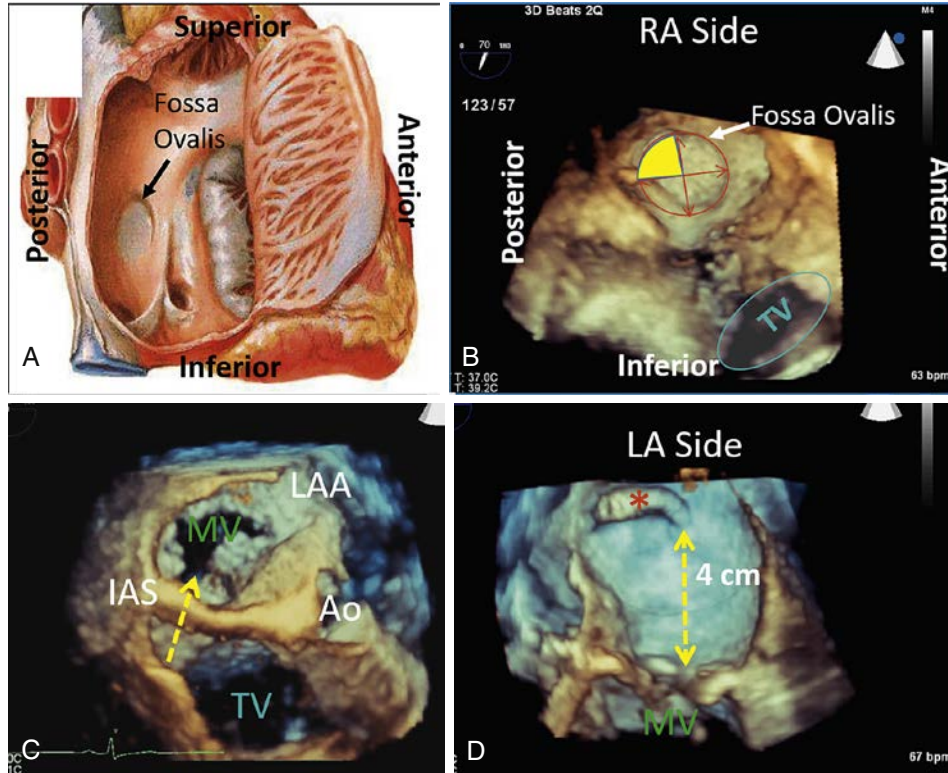 Superior
Fossa
Ovalis
Posterior
Anterior
Inferior
A
3D Beats 2Q
M4
0 70 180
RA Side
123/57
Fossa Ovalis
Posterior
Anterior
TV
Inferior
T: 37.0C
T: 39.2C
63 bpm
B
LAA
MV
IAS
Ao
TV
C
LA Side
*
4 cm
MV
67 bpm
D